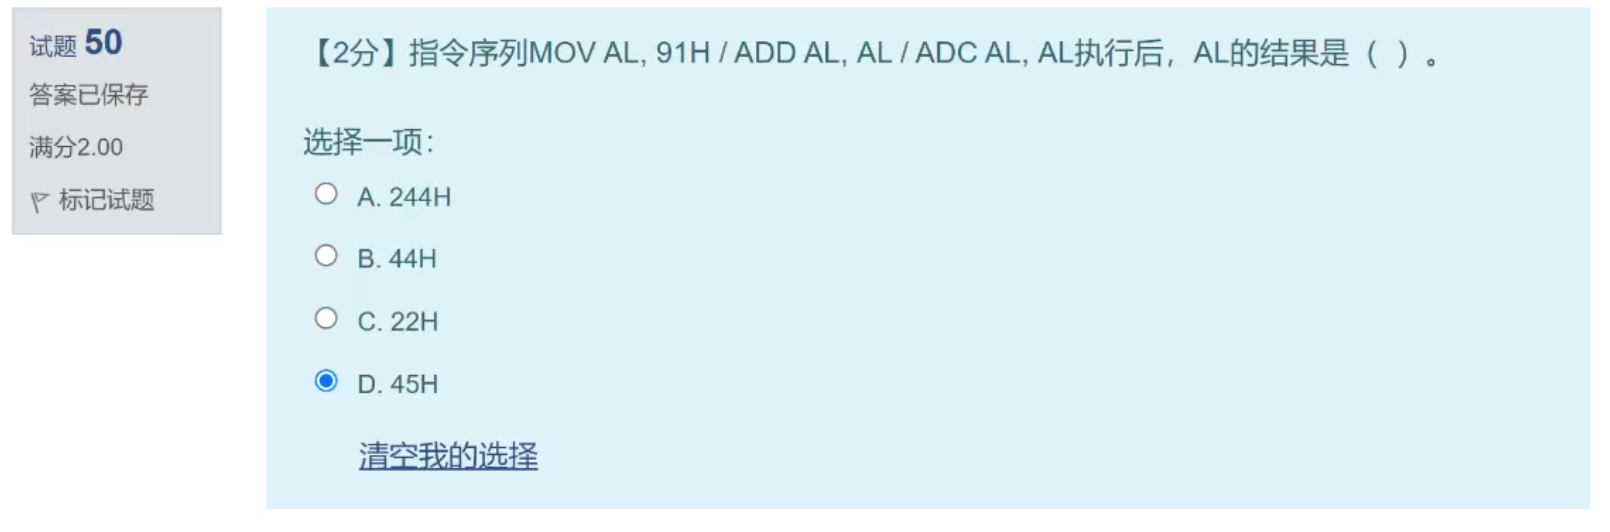 试题 50
答案已保存
满分2.00
标记试题
【2分】指令序列MOV AL, 91H / ADD AL, AL / ADC AL, AL执行后，AL的结果是（ ）。
选择一项：
A. 244H
B. 44H
C. 22H
D. 45H
清空我的选择